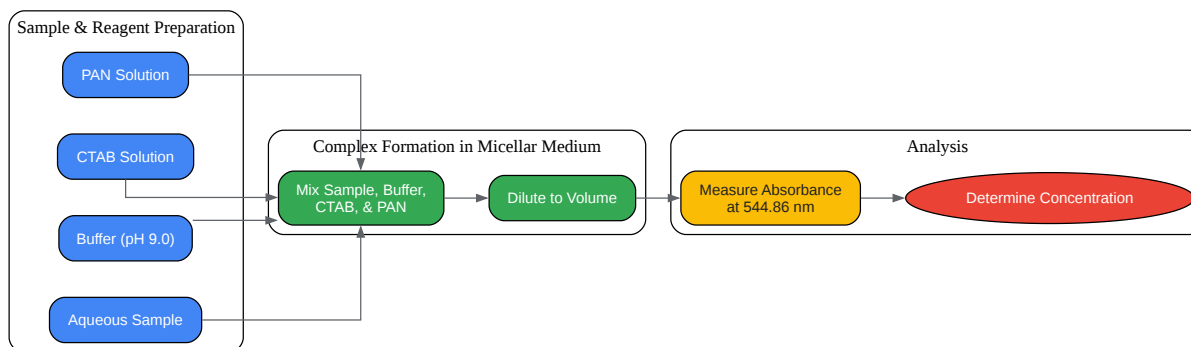 Sample & Reagent Preparation
PAN Solution
CTAB Solution
Buffer (pH 9.0)
Aqueous Sample
Complex Formation in Micellar Medium
Mix Sample, Buffer,
CTAB, & PAN
Dilute to Volume
Analysis
Measure Absorbance
at 544.86 nm
Determine Concentration